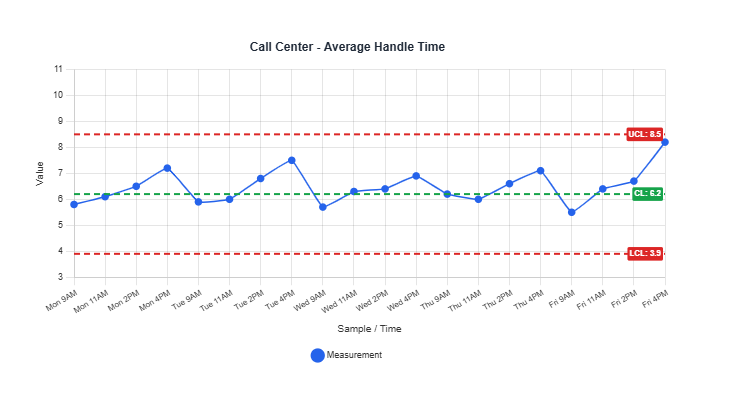 Call Center - Average Handle Time
11
10
9
8
7
6
5
4
3
Value
UCL: 8.5
CL: 6.2
LCL: 3.9
Mon 9AM
Mon 11AM
Mon 2PM
Mon 4PM
Tue 9AM
Tue 11AM
Tue 2PM
Tue 4PM
Wed 9AM
Wed 11AM
Wed 2PM
Wed 4PM
Thu 9AM
Thu 11AM
Thu 2PM
Thu 4PM
Fri 9AM
Fri 11AM
Fri 2PM
Fri 4PM
Sample / Time
Measurement